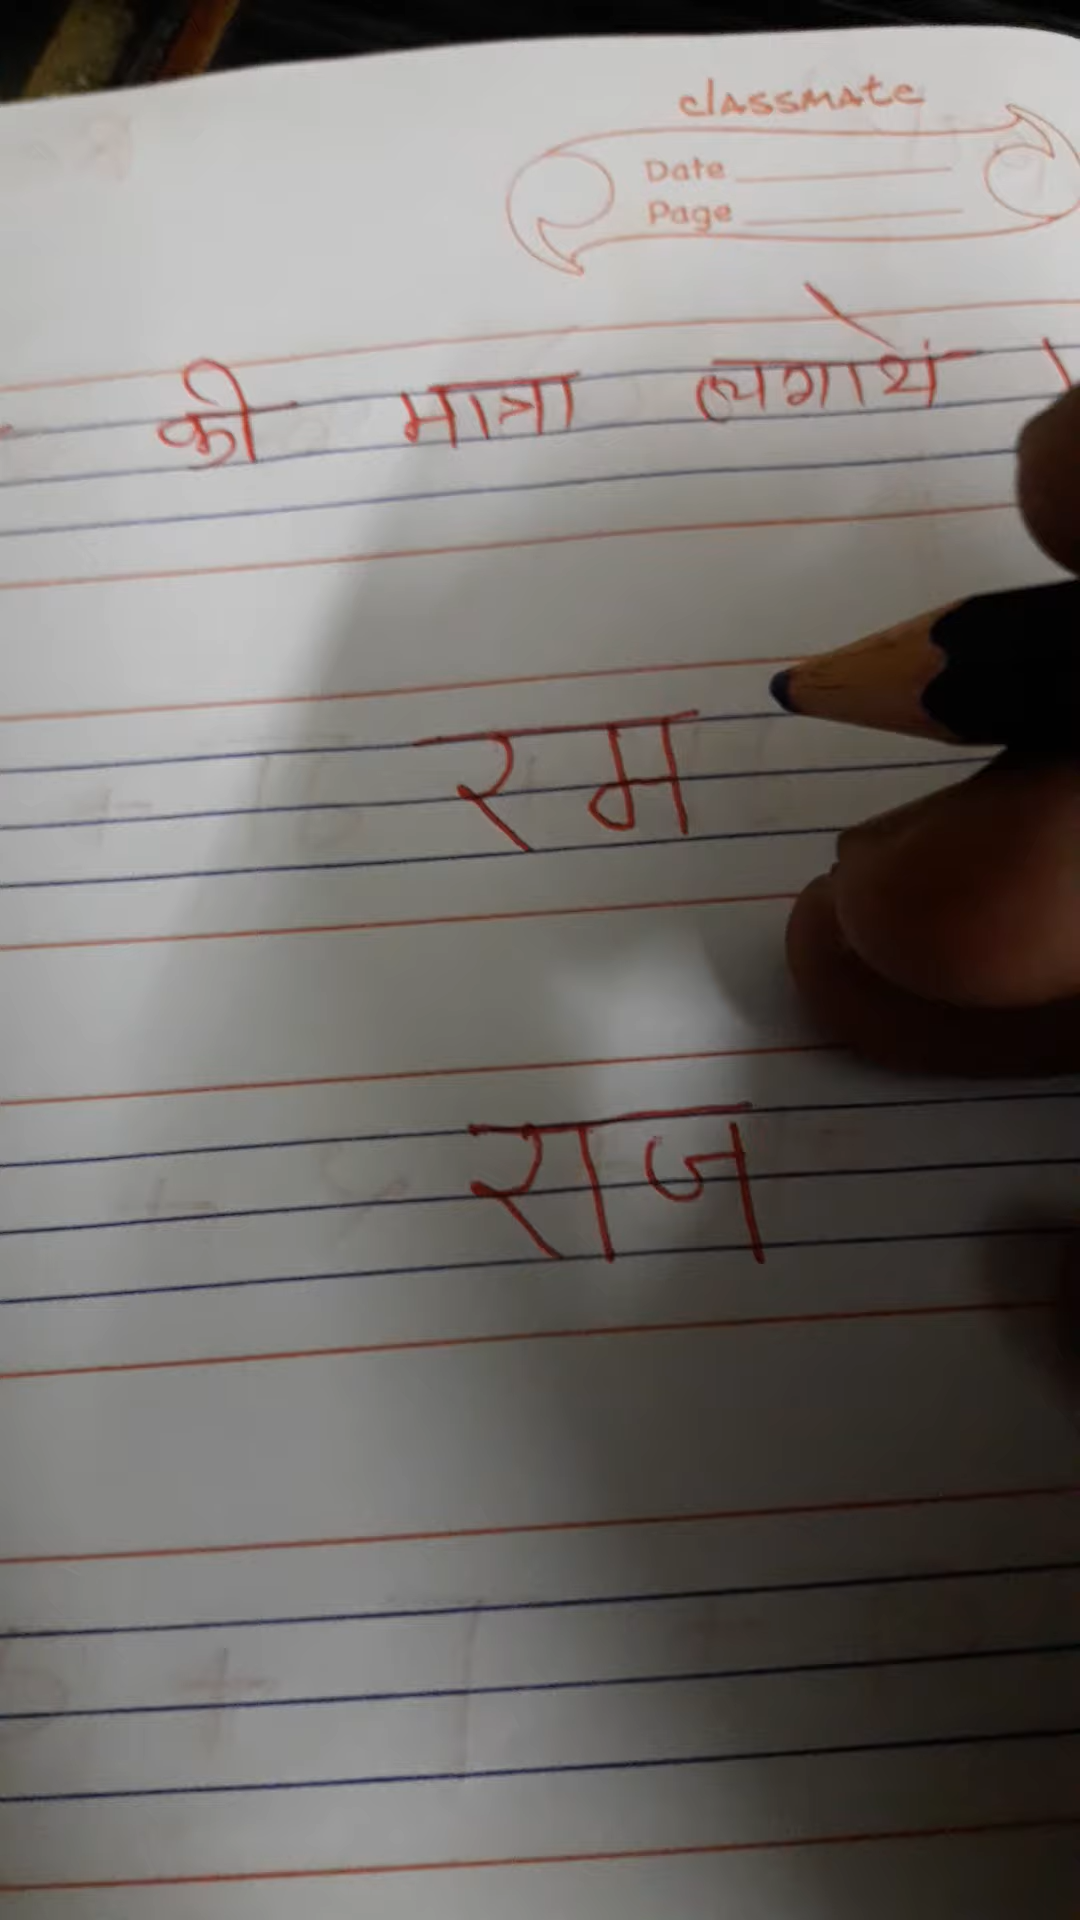 classmate
Date
Page
की मात्रा लगायें ।
रम
राज